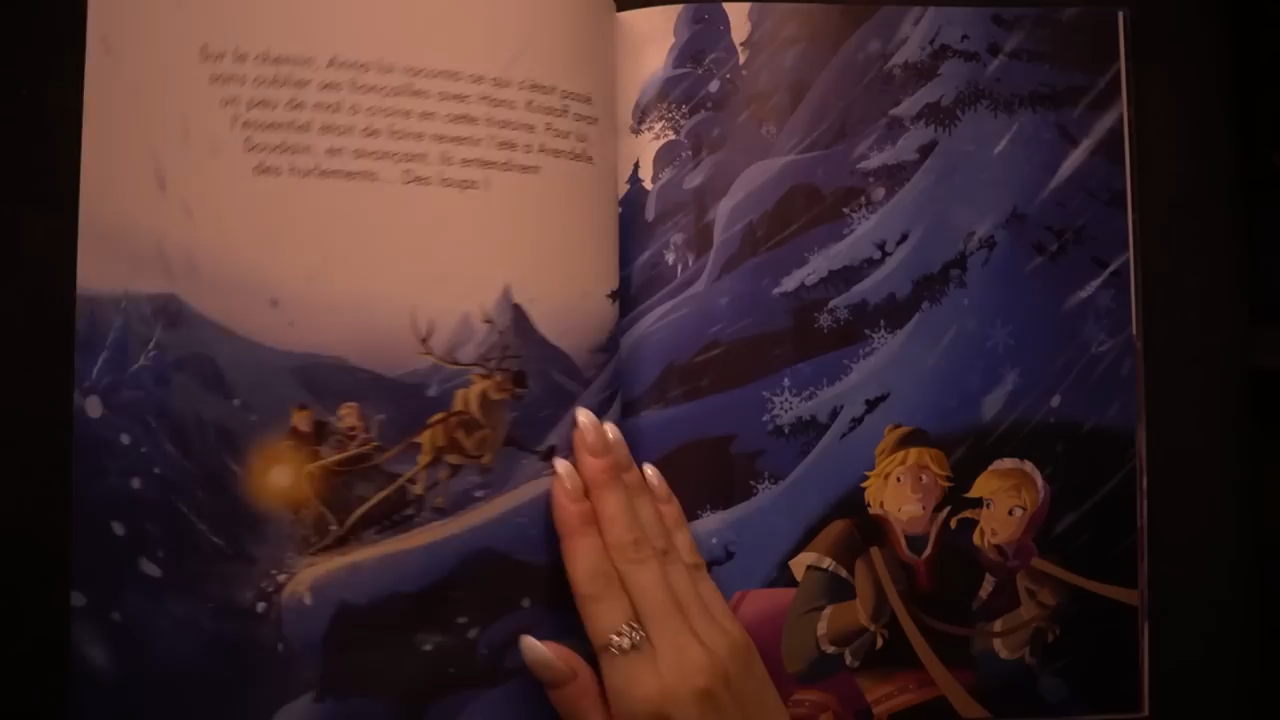 Sur le chemin, Anna lui raconta ce qui s'était passé,
sans oublier ses fiançailles avec Hans. Kristoff avait
un peu de mal à croire en cette histoire. Pour lui,
l'essentiel était de faire revenir l'été à Arendelle.
Soudain, en avançant, ils entendirent
des hurlements... Des loups !